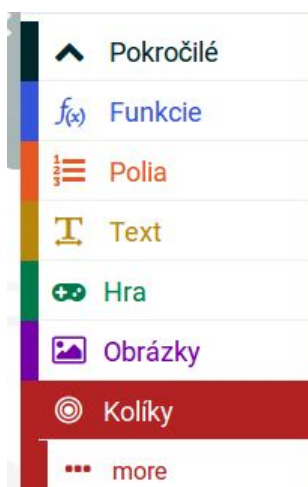 Pokročilé
f(x) Funkcie
Polia
Text
Hra
Obrázky
Kolíky
more